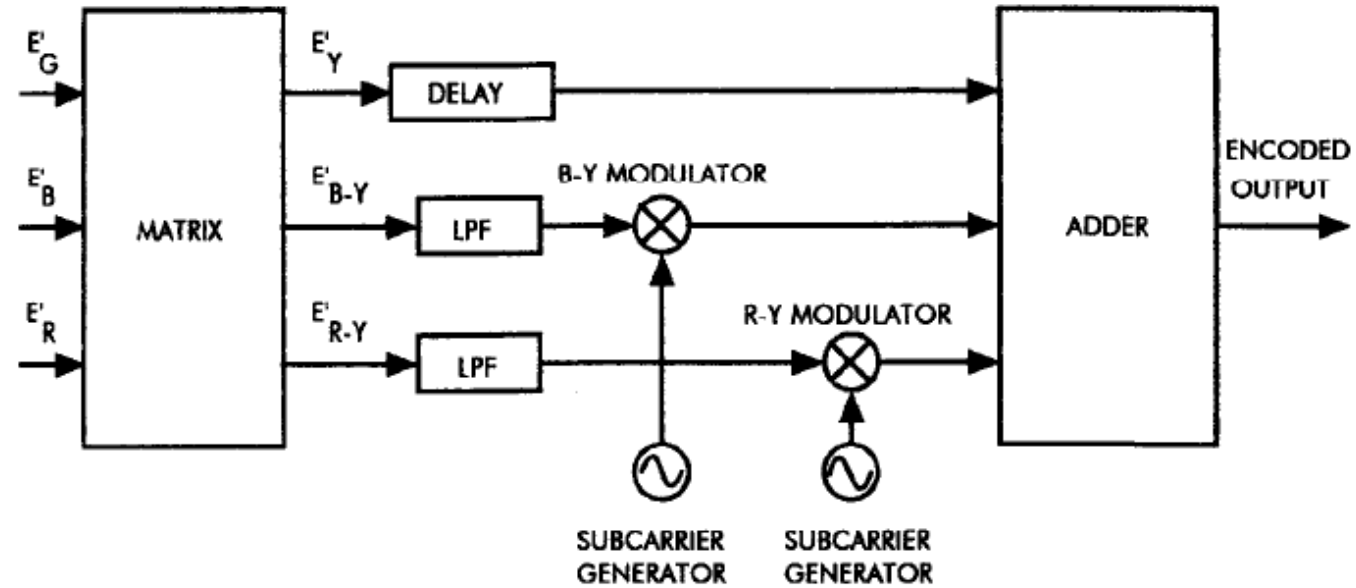 E'G
E'Y
DELAY
E'B
E'B-Y
LPF
B-Y MODULATOR
MATRIX
ADDER
ENCODED
OUTPUT
E'R
E'R-Y
LPF
R-Y MODULATOR
SUBCARRIER
GENERATOR
SUBCARRIER
GENERATOR